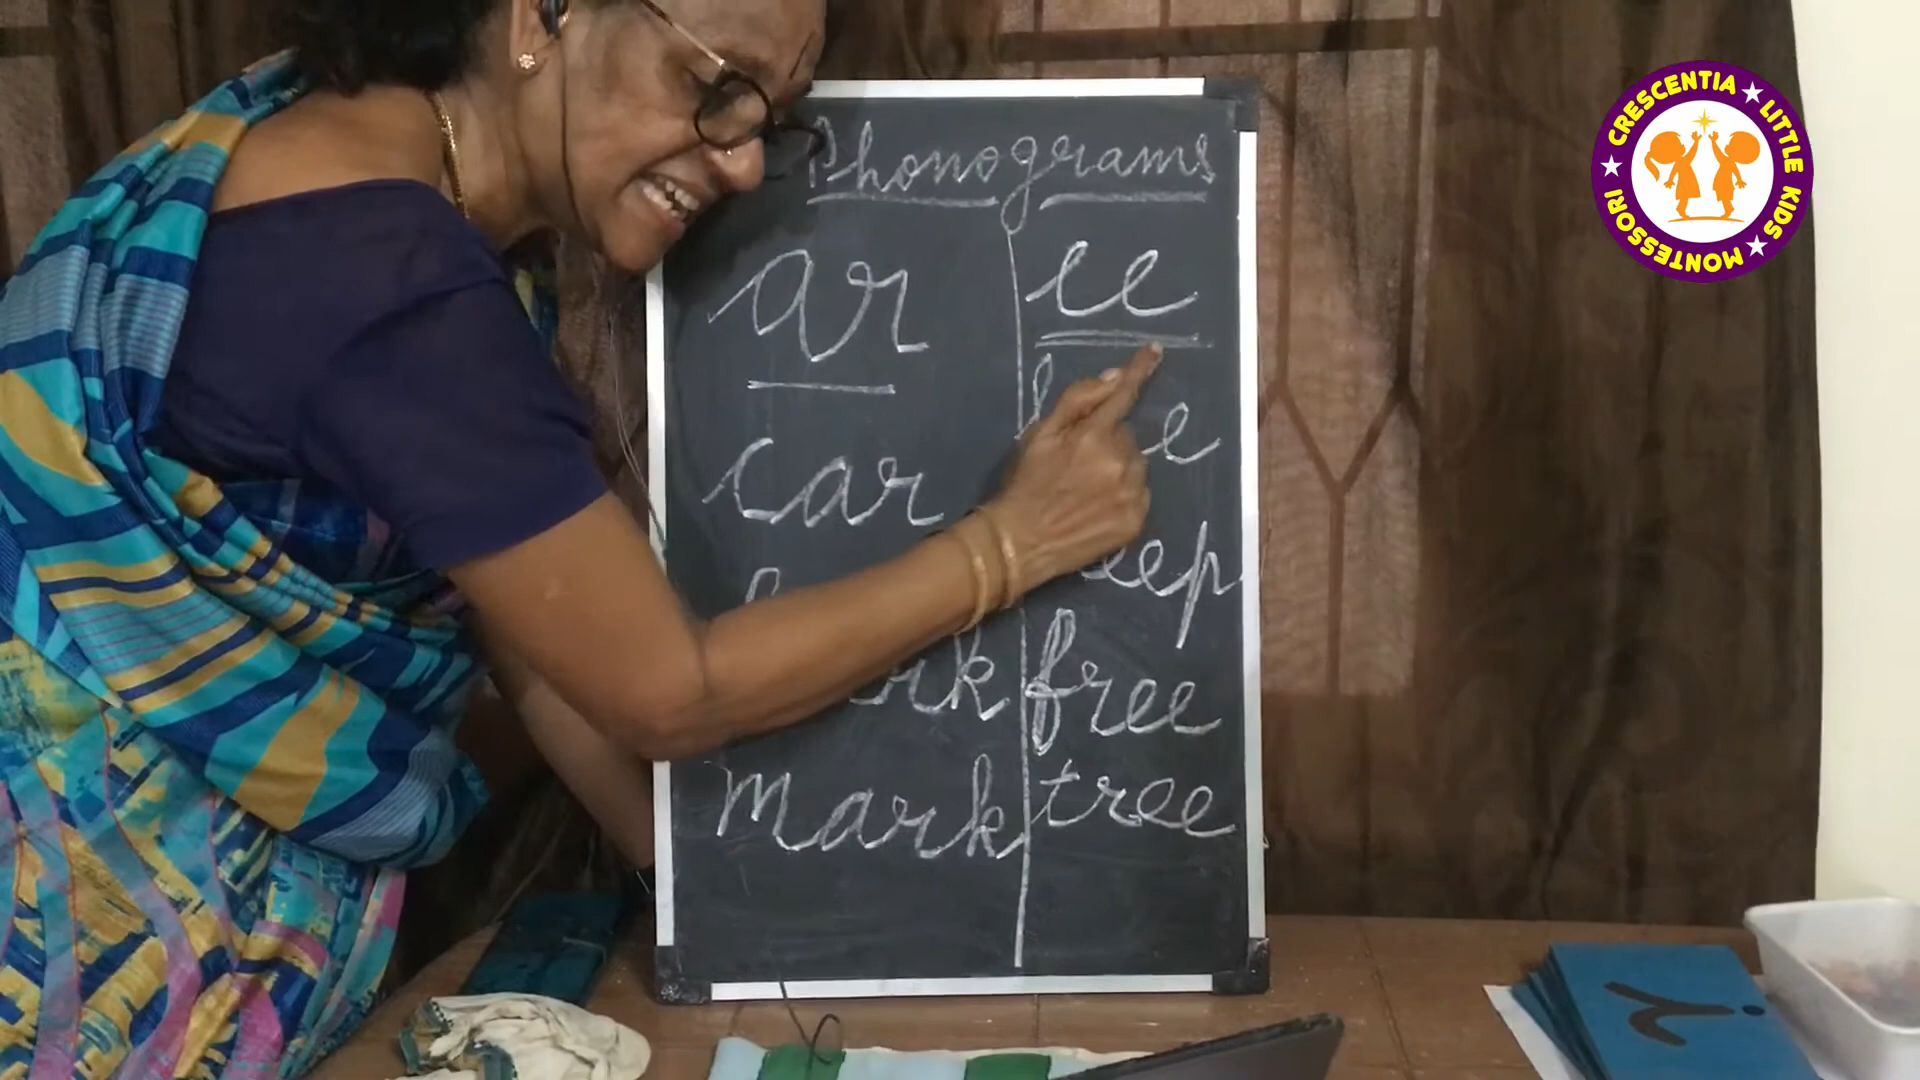 Phonograms
ar
car
mark
ee
free
tree
CRESCENTIA LITTLE KIDS MONTESSORI
i